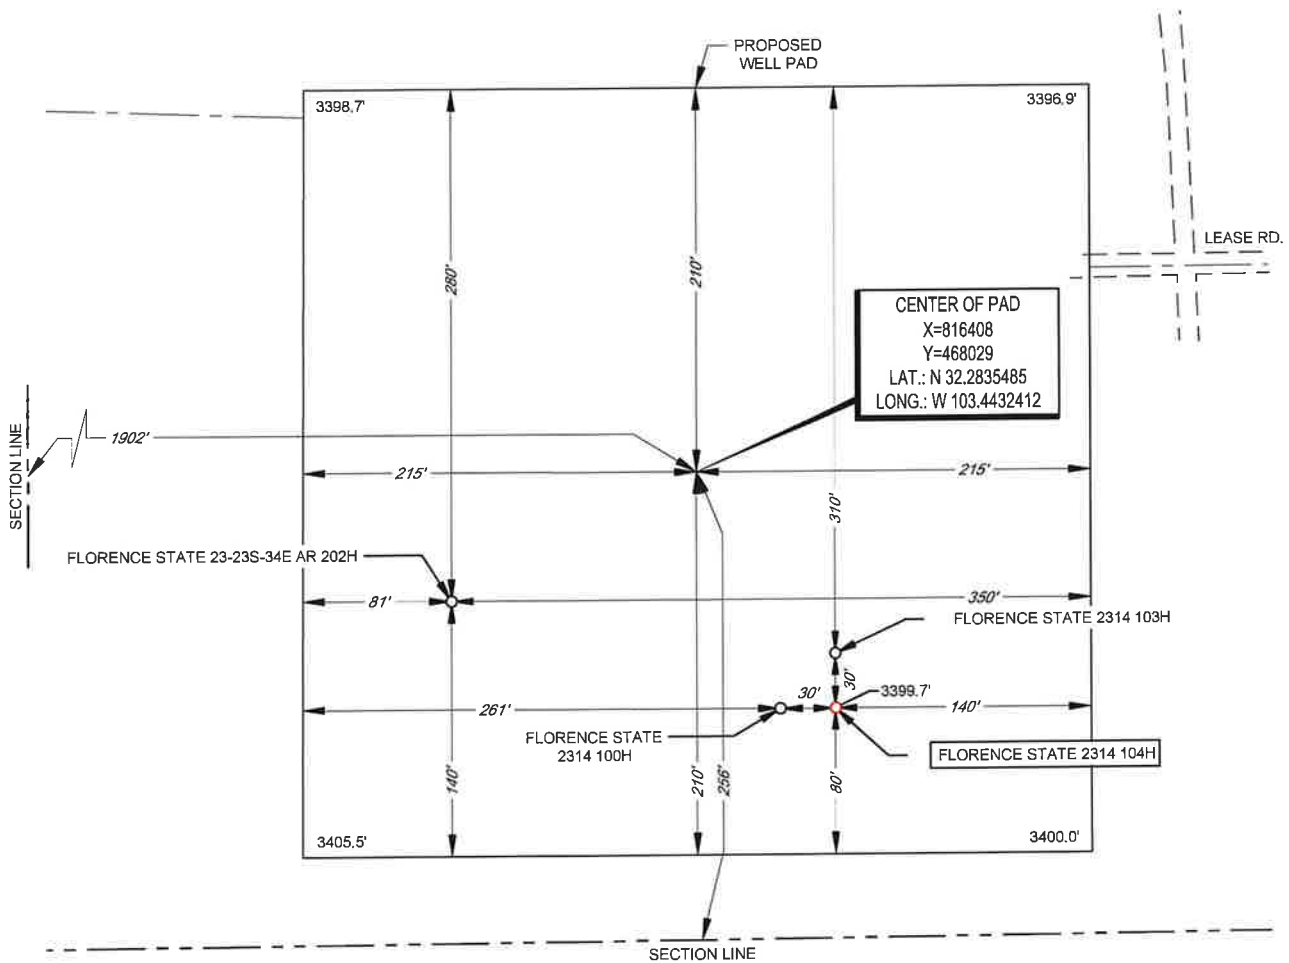 PROPOSED
WELL PAD
3398.7'
3396.9'
LEASE RD.
280'
210'
CENTER OF PAD
X=816408
Y=468029
LAT.: N 32.2835485
LONG.: W 103.4432412
SECTION LINE
1902'
215'
215'
310'
FLORENCE STATE 23-23S-34E AR 202H
81'
350'
FLORENCE STATE 2314 103H
30'
30'
3399.7'
261'
140'
FLORENCE STATE
2314 100H
FLORENCE STATE 2314 104H
140'
210'
256'
80'
3405.5'
3400.0'
SECTION LINE